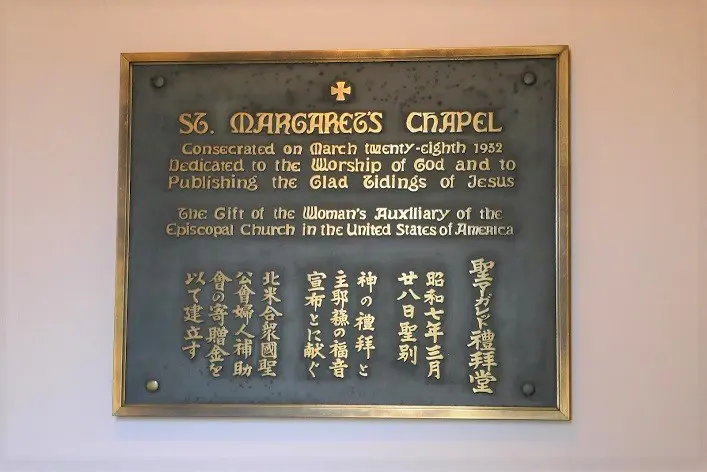 St. Margaret's Chapel
Consecrated on March twenty-eighth 1932
Dedicated to the Worship of God and to
Publishing the Glad Tidings of Jesus
The Gift of the Woman's Auxiliary of the
Episcopal Church in the United States of America
聖マーガレット禮拜堂
昭和七年三月
廿八日聖別
神の禮拜と
主耶穌の福音
宣布とに献ぐ
北米合衆國聖
公會婦人補助
會の寄贈金を
以て建立す